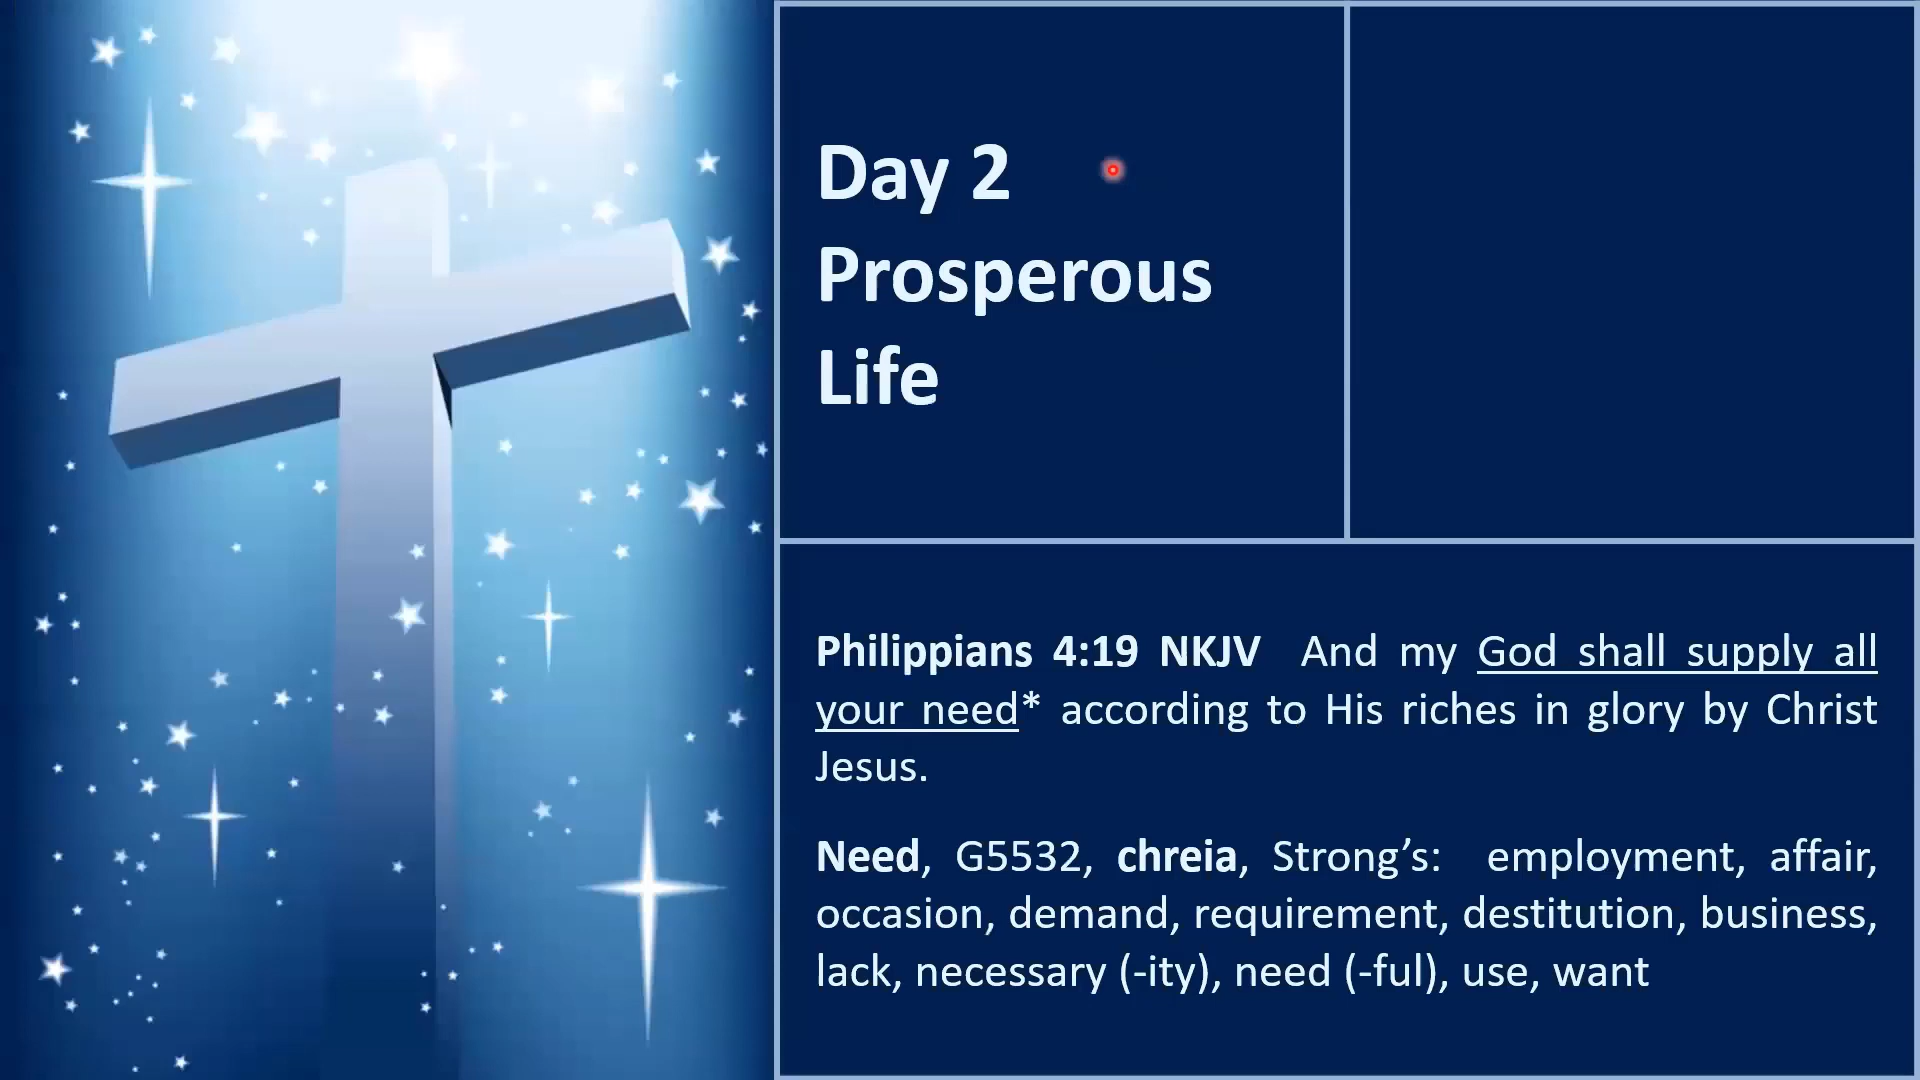 Day 2
Prosperous
Life
Philippians 4:19 NKJV  And my God shall supply all
your need* according to His riches in glory by Christ
Jesus.
Need, G5532, chreia, Strong’s:  employment, affair,
occasion, demand, requirement, destitution, business,
lack, necessary (-ity), need (-ful), use, want